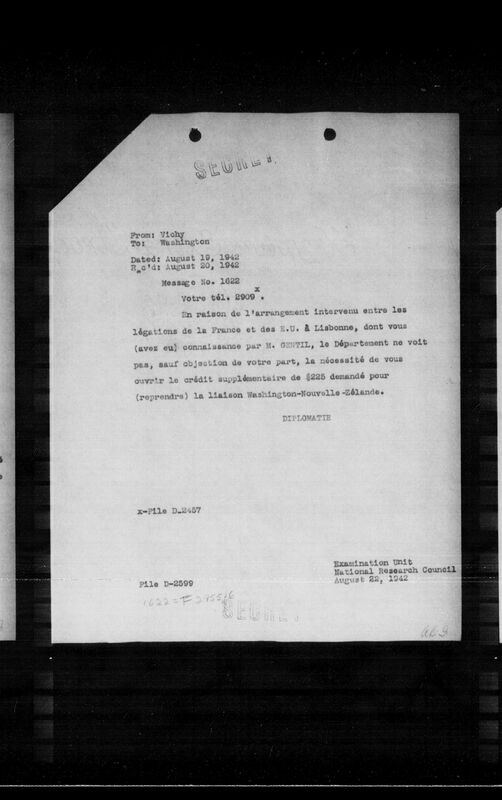 SECRET
From: Vichy
To: Washington
Dated: August 19, 1942
Rec'd: August 20, 1942
Message No. 1622
x
Votre tél. 2909 .
En raison de l'arrangement intervenu entre les
légations de la France et des E.U. à Lisbonne, dont vous
(avez eu) connaissance par M. GENTIL, le Département ne voit
pas, sauf objection de votre part, la nécessité de vous
ouvrir le crédit supplémentaire de $225 demandé pour
(reprendre) la liaison Washington-Nouvelle-Zélande.
DIPLOMATIE
x-File D-2457
Examination Unit
National Research Council
File D-2599
August 22, 1942
1622=F
SECRET